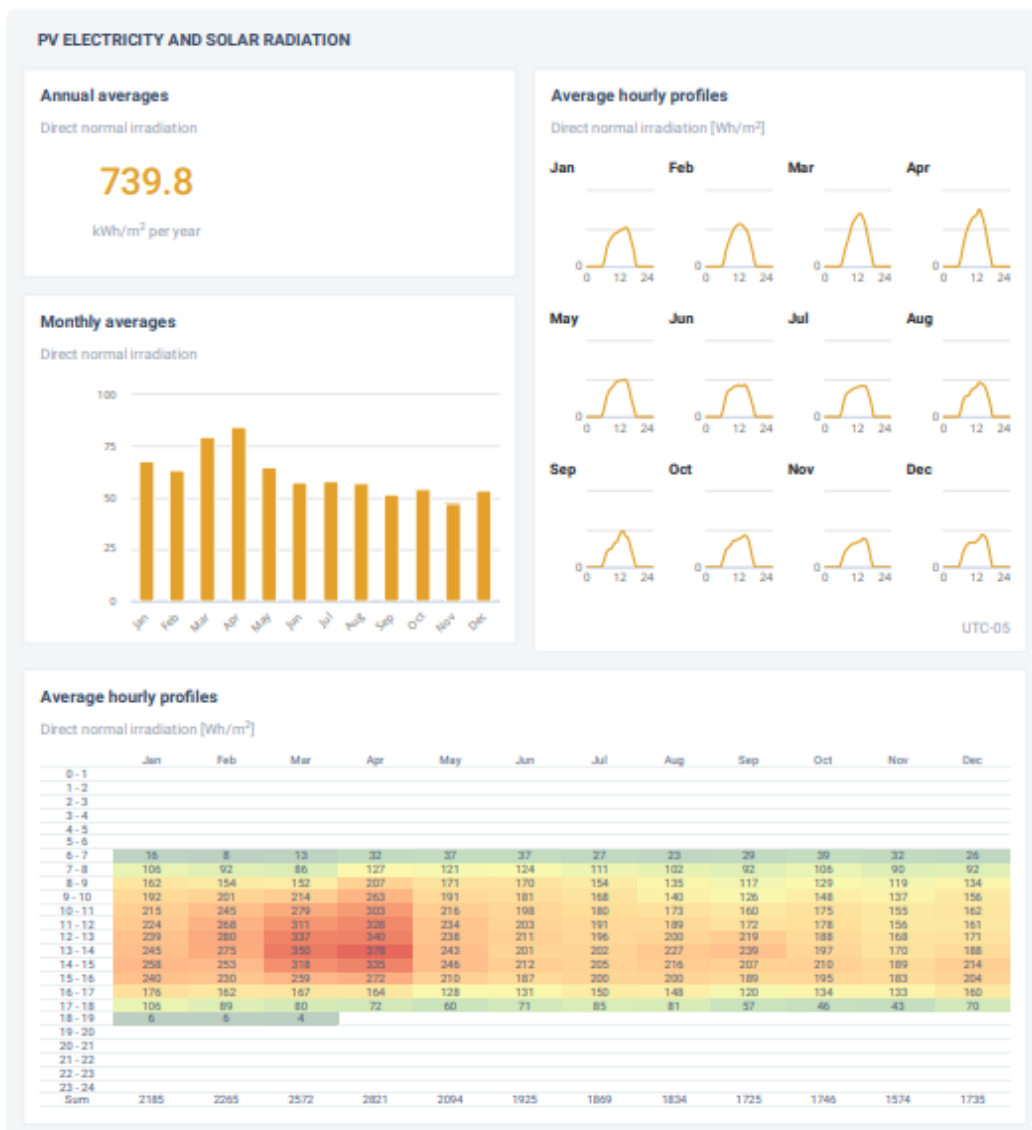 PV ELECTRICITY AND SOLAR RADIATION
Annual averages
Direct normal irradiation
739.8
kWh/m² per year
Monthly averages
Direct normal irradiation
100
75
50
25
0
Jan Feb Mar Apr May Jun Jul Aug Sep Oct Nov Dec
Average hourly profiles
Direct normal irradiation [Wh/m²]
Jan Feb Mar Apr
0 0 0 0
0 12 24 0 12 24 0 12 24 0 12 24
May Jun Jul Aug
0 0 0 0
0 12 24 0 12 24 0 12 24 0 12 24
Sep Oct Nov Dec
0 0 0 0
0 12 24 0 12 24 0 12 24 0 12 24
UTC-05
Average hourly profiles
Direct normal irradiation [Wh/m²]
Jan Feb Mar Apr May Jun Jul Aug Sep Oct Nov Dec
0 - 1
1 - 2
2 - 3
3 - 4
4 - 5
5 - 6
6 - 7 16 8 13 32 37 37 27 23 29 39 32 26
7 - 8 106 92 86 127 121 124 111 102 92 106 90 92
8 - 9 162 154 152 207 171 170 154 135 117 129 119 134
9 - 10 192 201 214 263 191 181 168 140 126 148 137 156
10 - 11 215 245 279 303 216 198 180 173 160 175 155 162
11 - 12 224 268 311 328 234 203 191 189 172 178 156 161
12 - 13 239 280 337 340 238 211 196 200 219 188 168 171
13 - 14 245 275 350 378 243 201 202 227 239 197 170 188
14 - 15 258 253 318 335 246 212 205 216 207 210 189 214
15 - 16 240 230 259 272 210 187 200 200 189 195 183 204
16 - 17 176 162 167 164 128 131 150 148 120 134 133 160
17 - 18 106 89 80 72 60 71 85 81 57 46 43 70
18 - 19 6 6 4
19 - 20
20 - 21
21 - 22
22 - 23
23 - 24
Sum 2185 2265 2572 2821 2094 1925 1869 1834 1725 1746 1574 1735